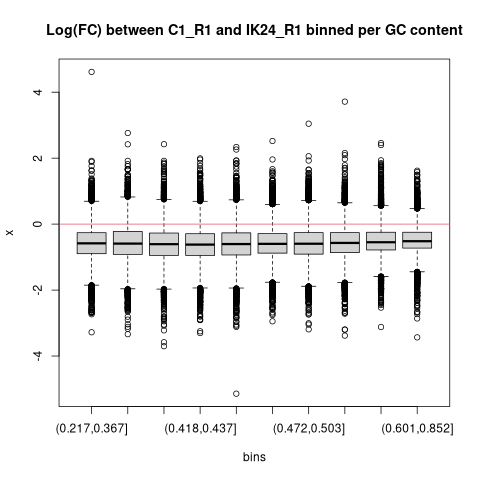 Log(FC) between C1_R1 and IK24_R1 binned per GC content
4
2
0
-2
-4
x
(0.217,0.367] (0.418,0.437] (0.472,0.503] (0.601,0.852]
bins